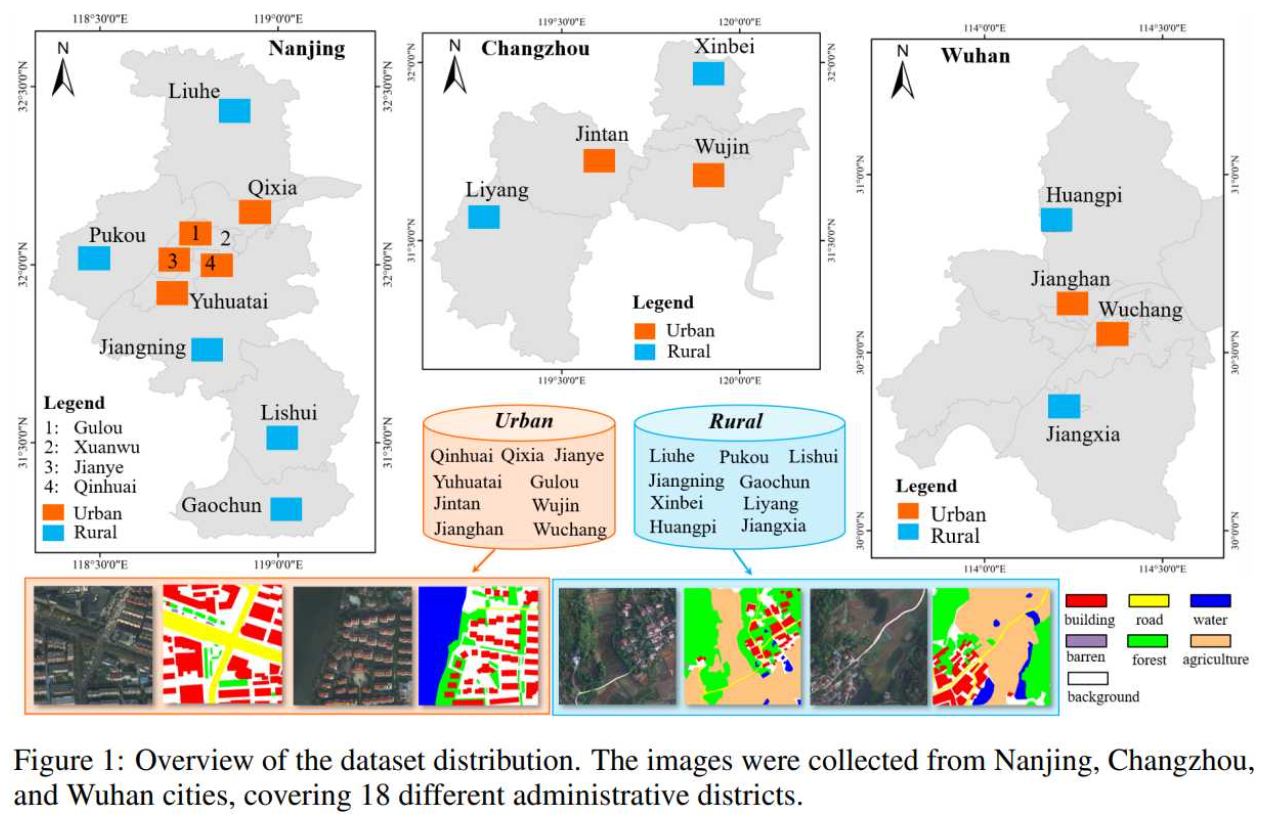 118°30'0"E 119°0'0"E
Nanjing
N
32°30'0"N
32°0'0"N
31°30'0"N
32°30'0"N
32°0'0"N
31°30'0"N
Liuhe
Qixia
1
2
Pukou
3
4
Yuhuatai
Jiangning
Lishui
Gaochun
Legend
1: Gulou
2: Xuanwu
3: Jianye
4: Qinhuai
Urban
Rural
118°30'0"E 119°0'0"E
119°30'0"E 120°0'0"E
Changzhou
N
32°0'0"N
31°30'0"N
32°0'0"N
31°30'0"N
Xinbei
Jintan
Wujin
Liyang
Legend
Urban
Rural
119°30'0"E 120°0'0"E
114°0'0"E 114°30'0"E
Wuhan
N
31°0'0"N
30°30'0"N
30°0'0"N
31°0'0"N
30°30'0"N
30°0'0"N
Huangpi
Jianghan
Wuchang
Jiangxia
Legend
Urban
Rural
114°0'0"E 114°30'0"E
Urban
Qinhuai Qixia Jianye
Yuhuatai Gulou
Jintan Wujin
Jianghan Wuchang
Rural
Liuhe Pukou Lishui
Jiangning Gaochun
Xinbei Liyang
Huangpi Jiangxia
building road water
barren forest agriculture
background
Figure 1: Overview of the dataset distribution. The images were collected from Nanjing, Changzhou,
and Wuhan cities, covering 18 different administrative districts.